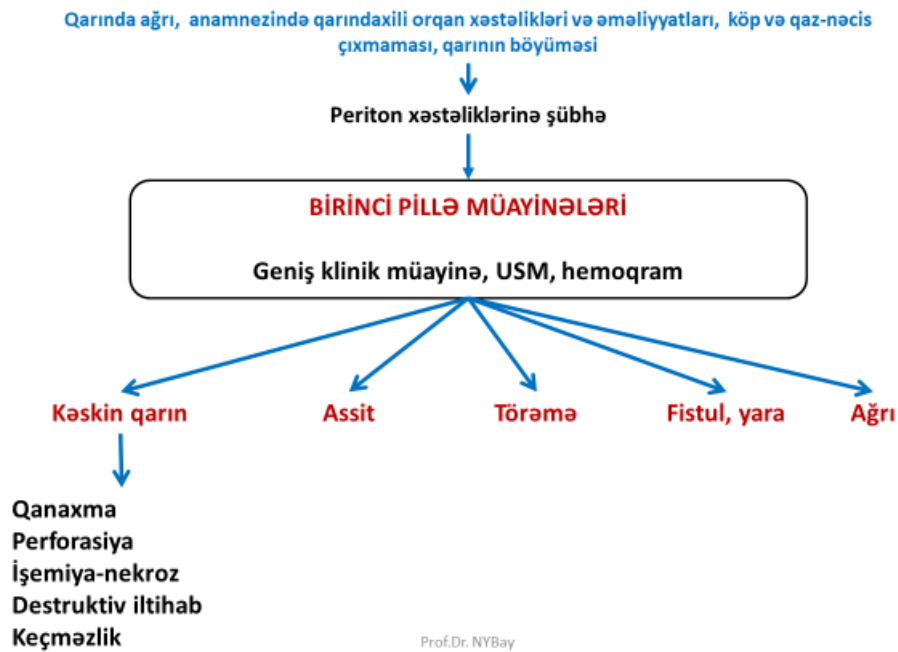 Qarında ağrı, anamnezində qarındaxili orqan xəstəlikləri və əməliyyatları, köp və qaz-nəcis
çıxmaması, qarının böyüməsi
Periton xəstəliklərinə şübhə
BİRİNCİ PİLLƏ MÜAYİNƏLƏRİ
Geniş klinik müayinə, USM, hemoqram
Kəskin qarın
Assit
Törəmə
Fistul, yara
Ağrı
Qanaxma
Perforasiya
İşemiya-nekroz
Destruktiv iltihab
Keçməzlik
Prof.Dr. NYBay